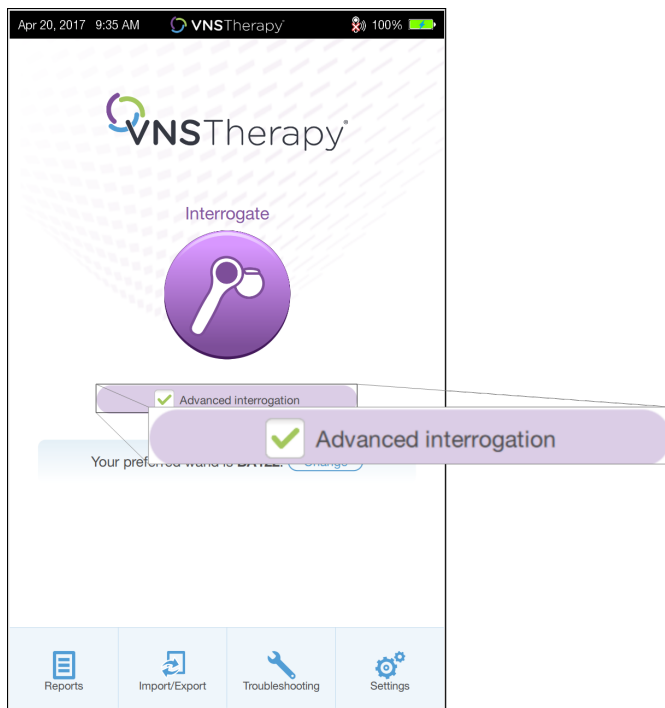 Apr 20, 2017 9:35 AM VNSTherapy 100%
VNSTherapy
Interrogate
Advanced interrogation
Advanced interrogation
Your preferred wand is
Change
Reports Import/Export Troubleshooting Settings